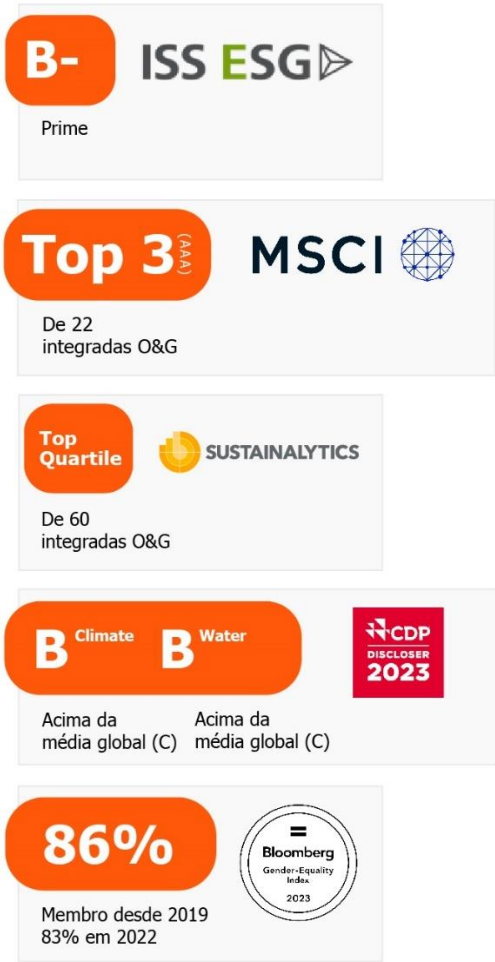 B-
ISS ESG
Prime
Top 3 (AAA)
MSCI
De 22
integradas O&G
Top
Quartile
SUSTAINALYTICS
De 60
integradas O&G
B Climate B Water
CDP
DISCLOSER
2023
Acima da
média global (C)
Acima da
média global (C)
86%
Bloomberg
Gender-Equality
Index
2023
Membro desde 2019
83% em 2022